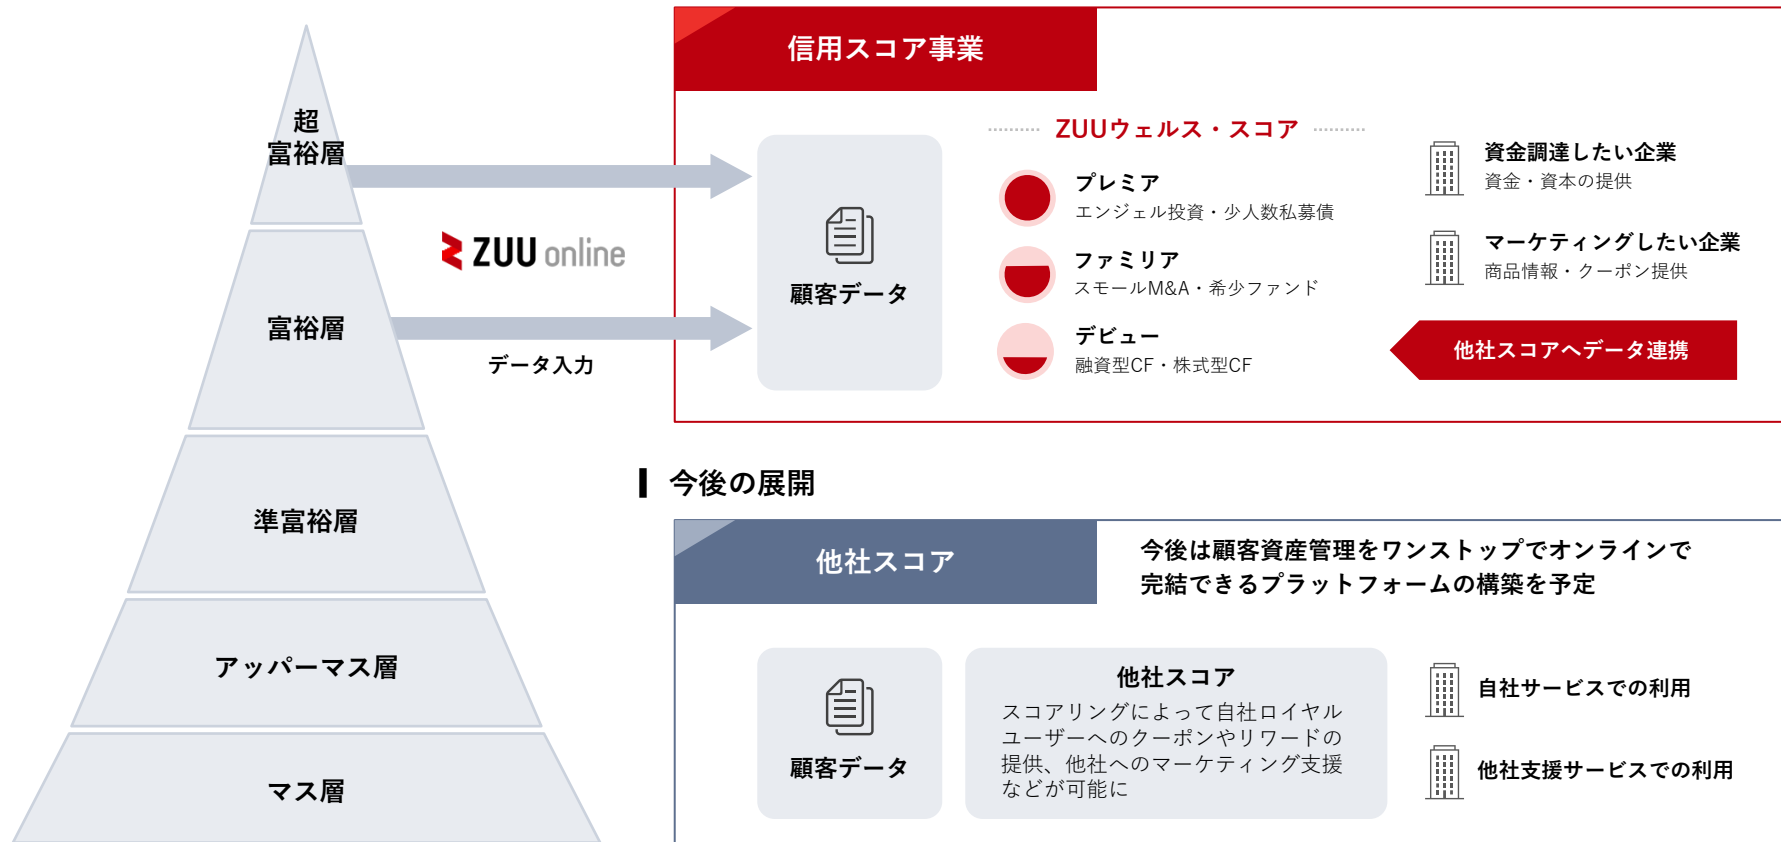 超
富裕層
富裕層
準富裕層
アッパーマス層
マス層
ZUU online
データ入力
信用スコア事業
顧客データ
ZUUウェルス・スコア
プレミア
エンジェル投資・少人数私募債
ファミリア
スモールM&A・希少ファンド
デビュー
融資型CF・株式型CF
資金調達したい企業
資金・資本の提供
マーケティングしたい企業
商品情報・クーポン提供
他社スコアへデータ連携
今後の展開
他社スコア
今後は顧客資産管理をワンストップでオンラインで
完結できるプラットフォームの構築を予定
顧客データ
他社スコア
スコアリングによって自社ロイヤル
ユーザーへのクーポンやリワードの
提供、他社へのマーケティング支援
などが可能に
自社サービスでの利用
他社支援サービスでの利用